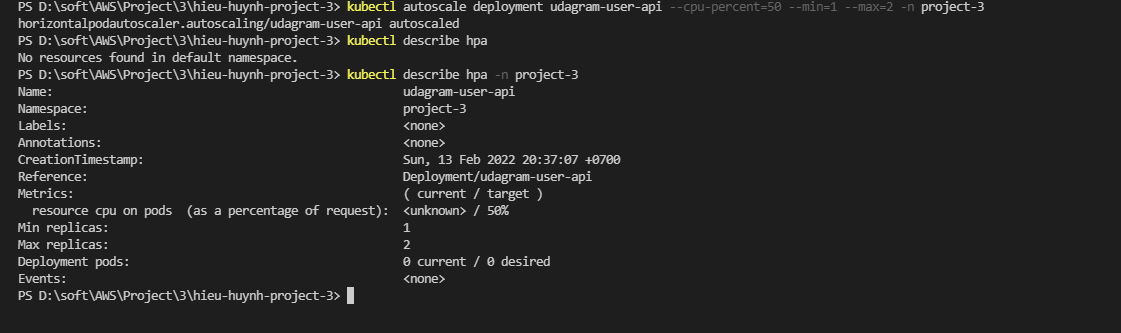 PS D:\soft\AWS\Project\3\hieu-huynh-project-3> kubectl autoscale deployment udagram-user-api --cpu-percent=50 --min=1 --max=2 -n project-3
horizontalpodautoscaler.autoscaling/udagram-user-api autoscaled
PS D:\soft\AWS\Project\3\hieu-huynh-project-3> kubectl describe hpa
No resources found in default namespace.
PS D:\soft\AWS\Project\3\hieu-huynh-project-3> kubectl describe hpa -n project-3
Name: udagram-user-api
Namespace: project-3
Labels: <none>
Annotations: <none>
CreationTimestamp: Sun, 13 Feb 2022 20:37:07 +0700
Reference: Deployment/udagram-user-api
Metrics: ( current / target )
resource cpu on pods (as a percentage of request): <unknown> / 50%
Min replicas: 1
Max replicas: 2
Deployment pods: 0 current / 0 desired
Events: <none>
PS D:\soft\AWS\Project\3\hieu-huynh-project-3>